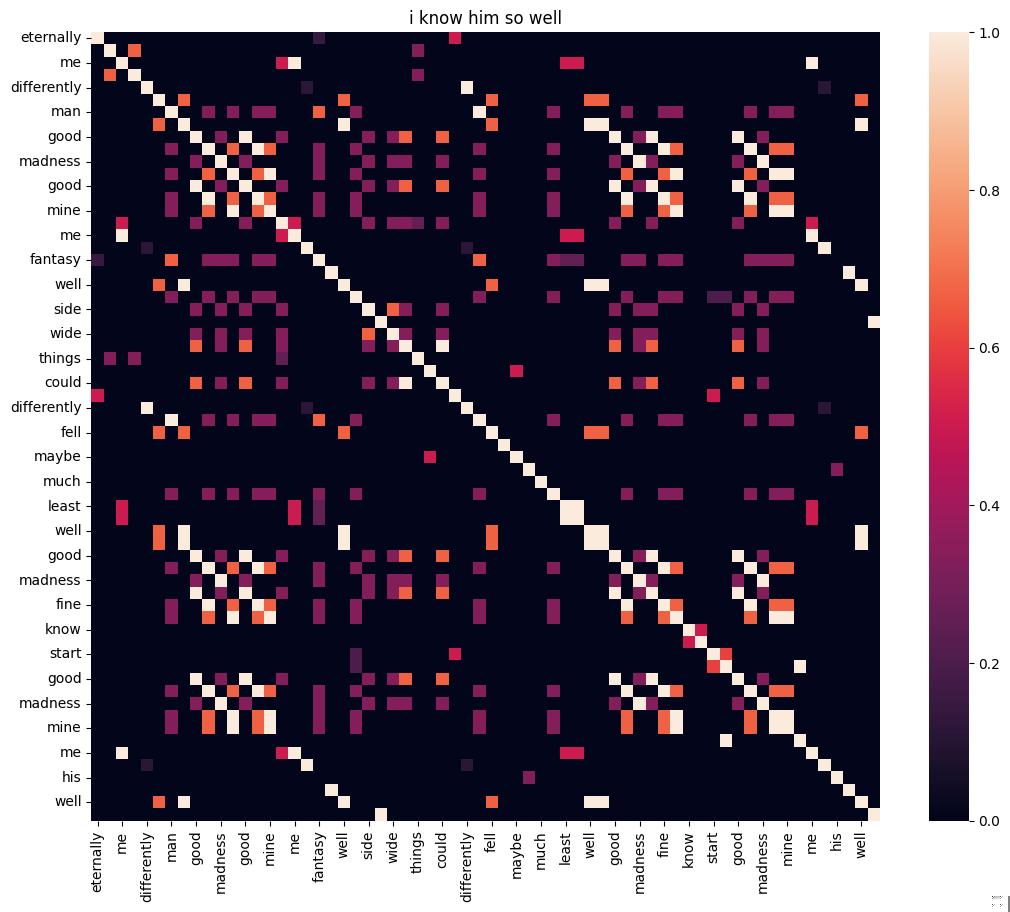 i know him so well
eternally
me
differently
man
good
madness
good
mine
me
fantasy
well
side
wide
things
could
differently
fell
maybe
much
least
well
good
madness
fine
know
start
good
madness
mine
me
his
well
1.0
0.8
0.6
0.4
0.2
0.0
eternally me differently man good madness good mine me fantasy well side wide things could differently fell maybe much least well good madness fine know start good madness mine me his well